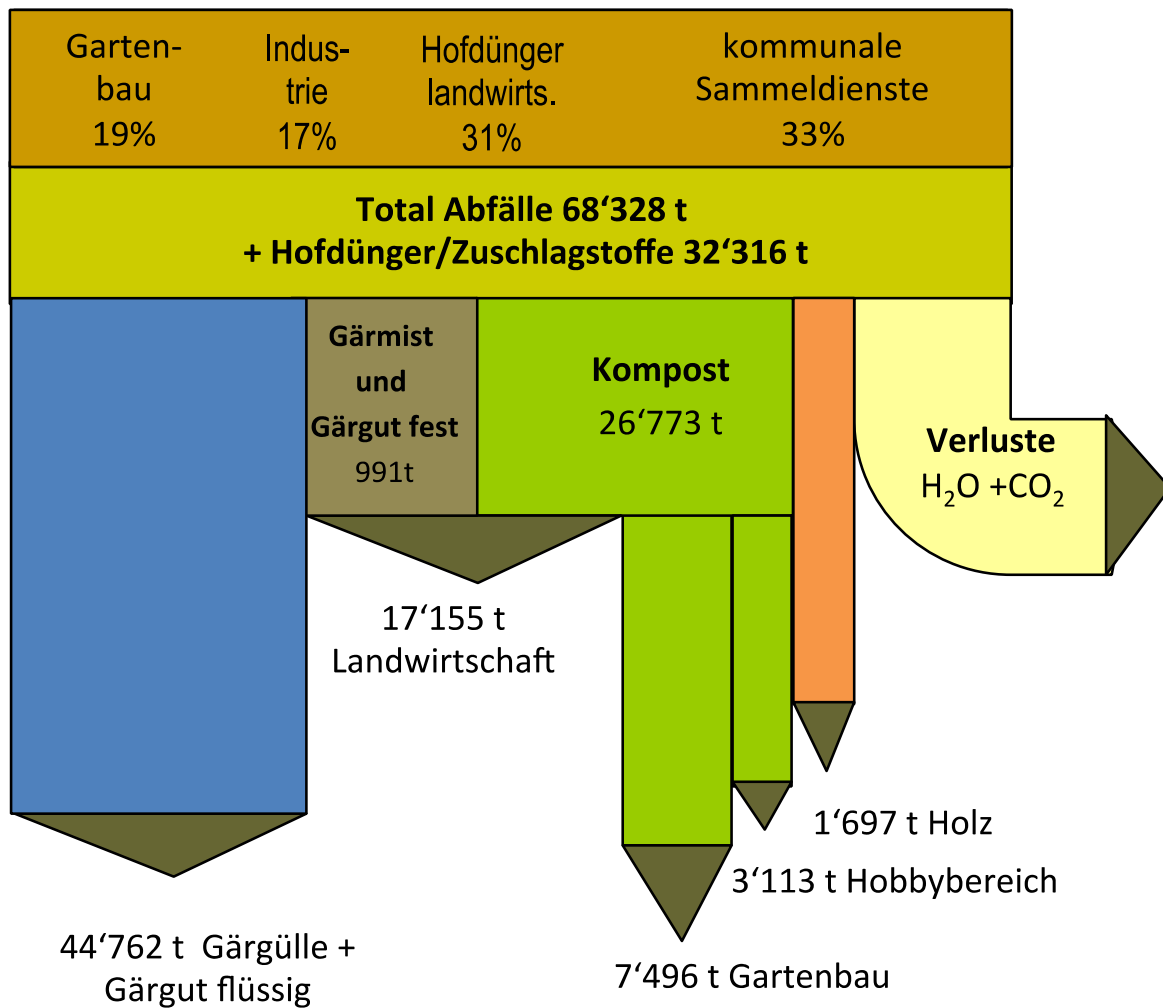 Garten-
bau
19%
Indus-
trie
17%
Hofdünger
landwirts.
31%
kommunale
Sammeldienste
33%
Total Abfälle 68‘328 t
+ Hofdünger/Zuschlagstoffe 32‘316 t
Gärmist
und
Gärgut fest
991t
Kompost
26‘773 t
Verluste
H₂O +CO₂
17‘155 t
Landwirtschaft
1‘697 t Holz
3‘113 t Hobbybereich
44‘762 t Gärgülle +
Gärgut flüssig
7‘496 t Gartenbau